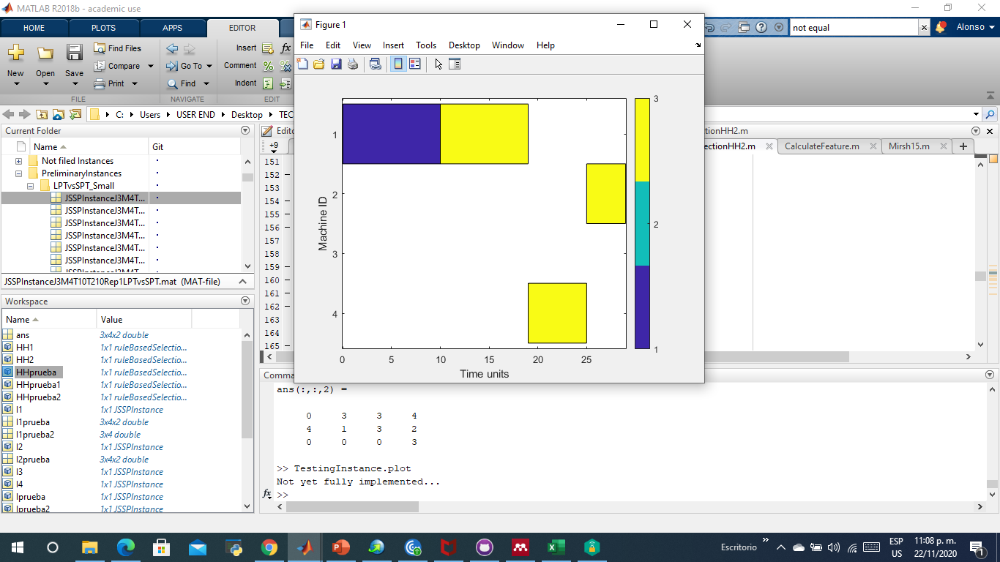 MATLAB R2018b - academic use
HOME PLOTS APPS EDITOR
not equal
Alonso
New Open Save
Find Files
Compare
Print
Go To
Find
Insert fx
Comment
Indent
FILE NAVIGATE EDIT
C: Users USER END Desktop TEC
Current Folder
Name Git
Not filed Instances
PreliminaryInstances
LPTvsSPT_Small
JSSPInstanceJ3M4T...
JSSPInstanceJ3M4T...
JSSPInstanceJ3M4T...
JSSPInstanceJ3M4T...
JSSPInstanceJ3M4T...
JSSPInstanceJ3M4T...
JSSPInstanceJ3M4T...
JSSPInstanceJ3M4T10T210Rep1LPTvsSPT.mat (MAT-file)
Workspace
Name Value
ans 3x4x2 double
HH1 1x1 ruleBasedSelectio...
HH2 1x1 ruleBasedSelectio...
HHprueba 1x1 ruleBasedSelectio...
HHprueba1 1x1 ruleBasedSelectio...
HHprueba2 1x1 ruleBasedSelectio...
I1 1x1 JSSPInstance
I1prueba 3x4x2 double
I1prueba2 3x4 double
I2 1x1 JSSPInstance
I2prueba 3x4x2 double
I3 1x1 JSSPInstance
I4 1x1 JSSPInstance
Iprueba 1x1 JSSPInstance
Iprueba2 1x1 JSSPInstance
Edito
ectionHH2.m
+9
ectionHH2.m CalculateFeature.m Mirsh15.m +
151
152
153
154
155
156
157
158
159
160
161
162
163
164
165
Figure 1
File Edit View Insert Tools Desktop Window Help
Machine ID
1
2
3
4
0 5 10 15 20 25
Time units
3
2
1
Comma
ans(:,:,2) =
0 3 3 4
4 1 3 2
0 0 0 3
>> TestingInstance.plot
Not yet fully implemented...
fx >>
Escritorio
ESP
US
11:08 p. m.
22/11/2020
1